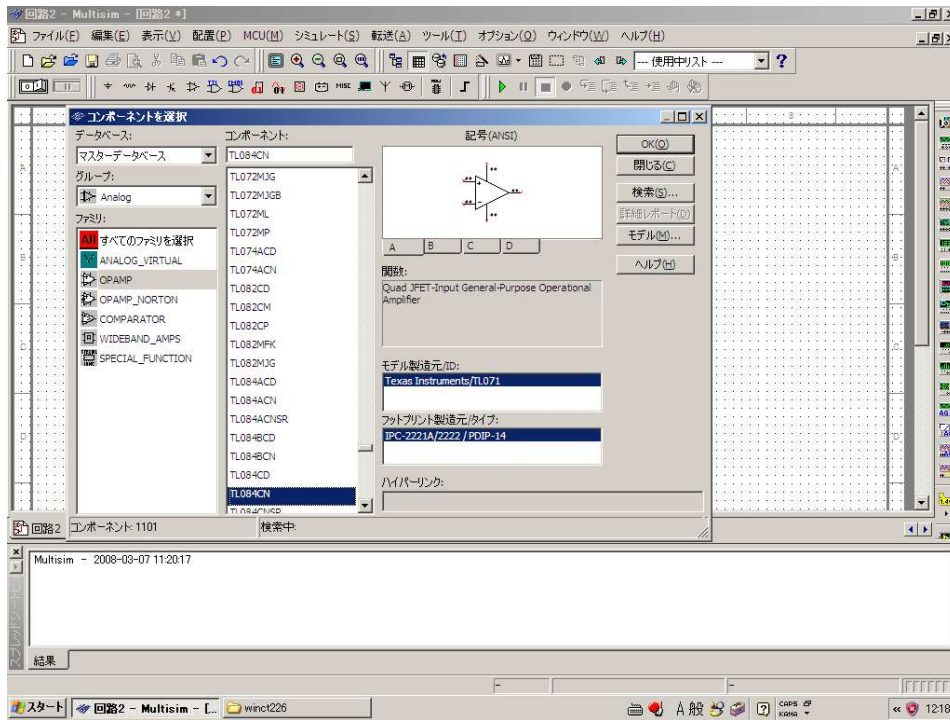 回路2 - Multisim - [回路2 *]
ファイル(F) 編集(E) 表示(V) 配置(P) MCU(M) シミュレート(S) 転送(A) ツール(T) オプション(O) ウィンドウ(W) ヘルプ(H)
--- 使用中リスト ---
MISC
コンポーネントを選択
データベース:
コンポーネント:
記号(ANSI)
マスターデータベース
TL084CN
OK(O)
閉じる(C)
グループ:
Analog
検索(S)...
詳細レポート(D)
モデル(M)...
ヘルプ(H)
ファミリ:
All すべてのファミリを選択
ANALOG_VIRTUAL
OPAMP
OPAMP_NORTON
COMPARATOR
WIDEBAND_AMPS
SPECIAL_FUNCTION
TL072MJG
TL072MJGB
TL072ML
TL072MP
TL074ACD
TL074ACN
TL082CD
TL082CM
TL082CP
TL082MFK
TL082MJG
TL084ACD
TL084ACN
TL084ACNSR
TL084BCD
TL084BCN
TL084CD
TL084CN
TL084CNSR
A B C D
関数:
Quad JFET-Input General-Purpose Operational
Amplifier
モデル製造元/ID:
Texas Instruments/TL071
フットプリント製造元/タイプ:
IPC-2221A/2222 / PDIP-14
ハイパーリンク:
回路2
コンポーネント: 1101
検索中:
Multisim - 2008-03-07 11:20:17
結果
スタート
回路2 - Multisim - [...
winct226
A 般
CAPS
KANA
12:19